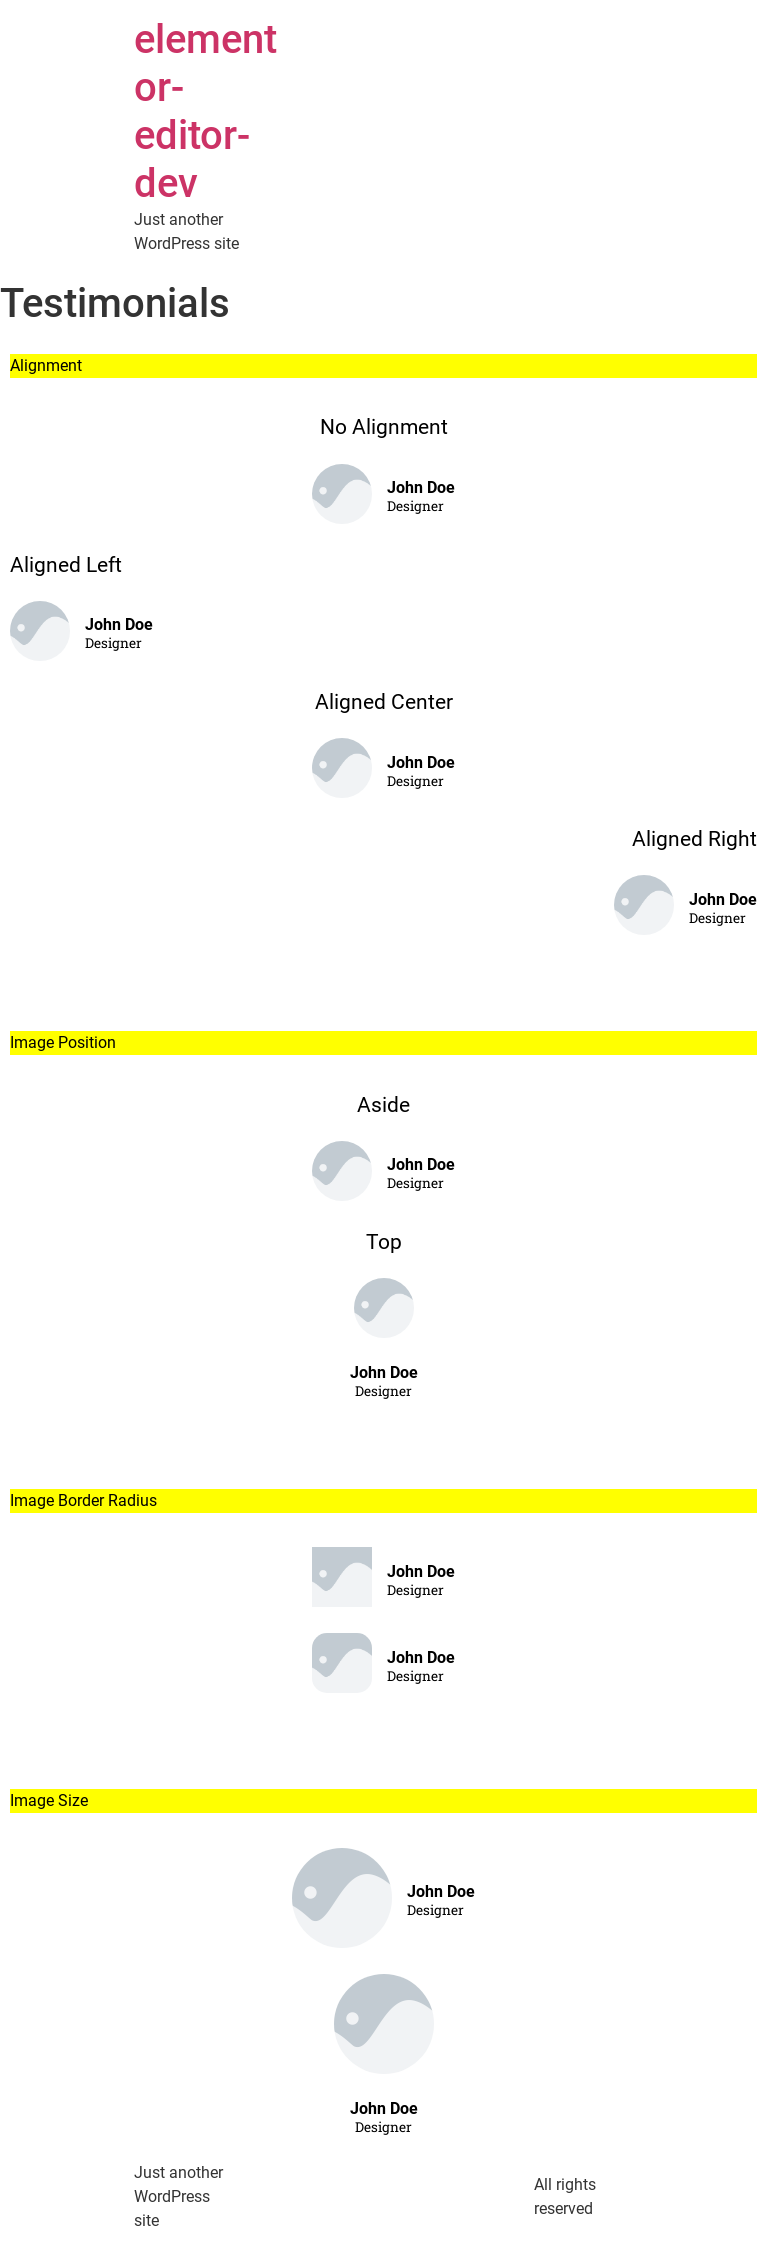 element
or-
editor-
dev
Just another
WordPress site
Testimonials
Alignment
No Alignment
John Doe
Designer
Aligned Left
John Doe
Designer
Aligned Center
John Doe
Designer
Aligned Right
John Doe
Designer
Image Position
Aside
John Doe
Designer
Top
John Doe
Designer
Image Border Radius
John Doe
Designer
John Doe
Designer
Image Size
John Doe
Designer
John Doe
Designer
Just another
WordPress
site
All rights
reserved